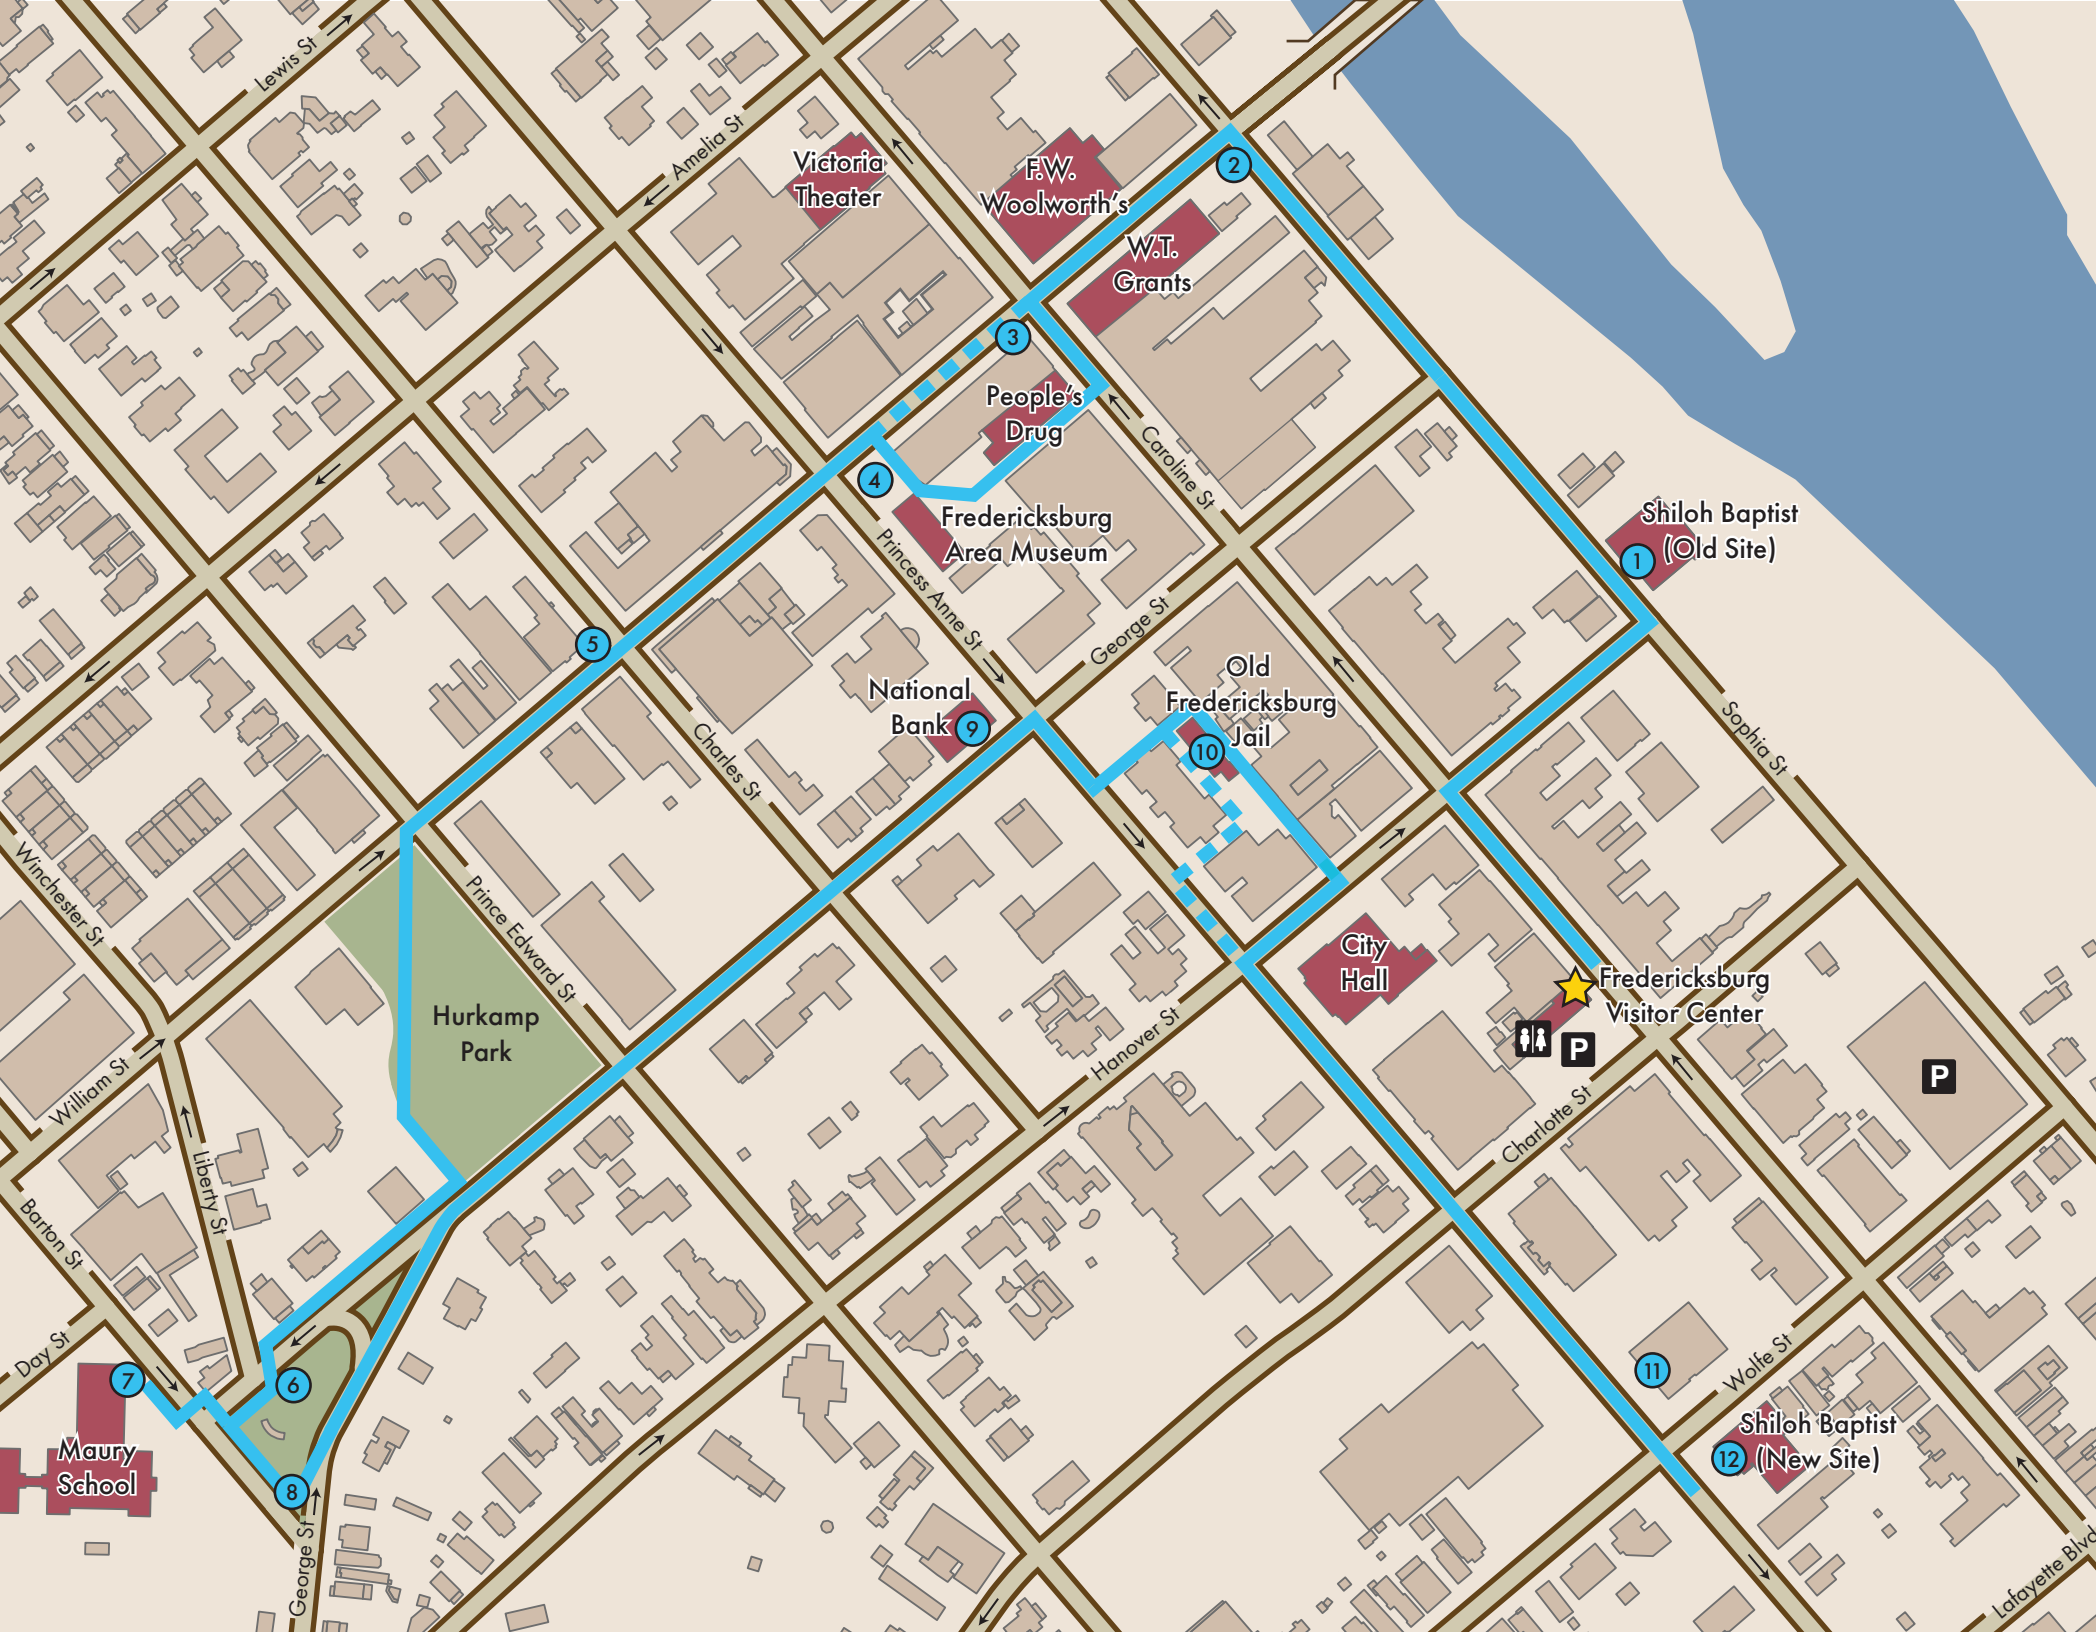 Lewis St
Amelia St
Victoria
Theater
F.W.
Woolworth's
2
W.T.
Grants
3
People's
Drug
4
Caroline St
Fredericksburg
Area Museum
Princess Anne St
Shiloh Baptist
(Old Site)
1
George St
5
Old
Fredericksburg
Jail
10
National
Bank
9
Charles St
Sophia St
Winchester St
Prince Edward St
City
Hall
Fredericksburg
Visitor Center
P
P
Hurkamp
Park
Hanover St
William St
Charlotte St
Liberty St
Barton St
Day St
6
7
Maury
School
8
George St
11
Wolfe St
Shiloh Baptist
(New Site)
12
Lafayette Blvd